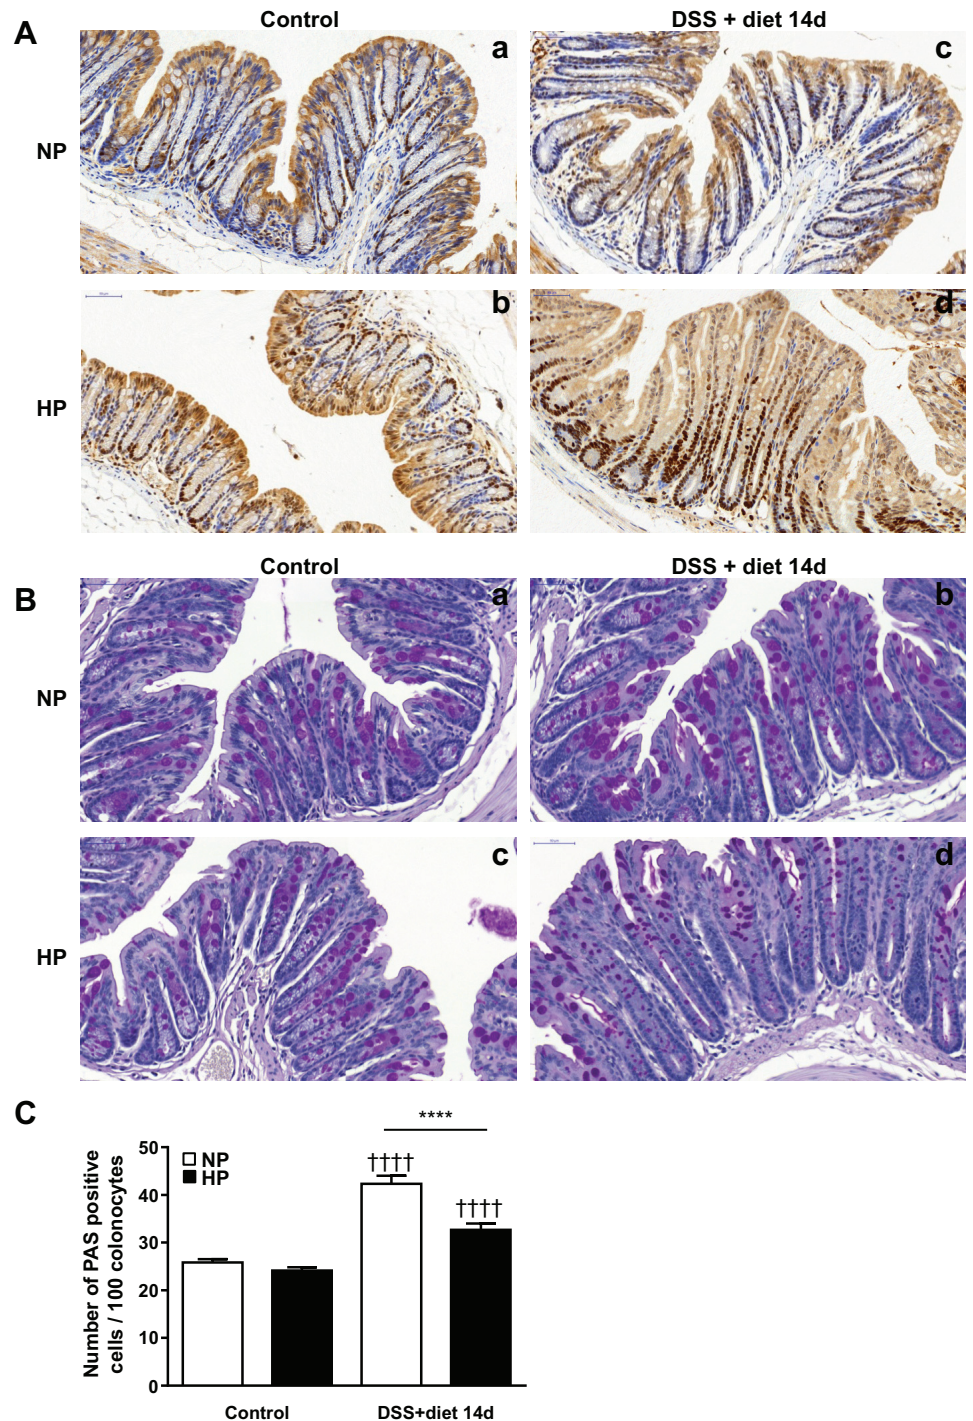 A
Control
DSS + diet 14d
NP
a
c
HP
b
d
B
Control
DSS + diet 14d
NP
a
b
HP
c
d
C
****
50
40
30
20
10
0
NP
HP
††††
††††
Number of PAS positive
cells / 100 colonocytes
Control
DSS+diet 14d